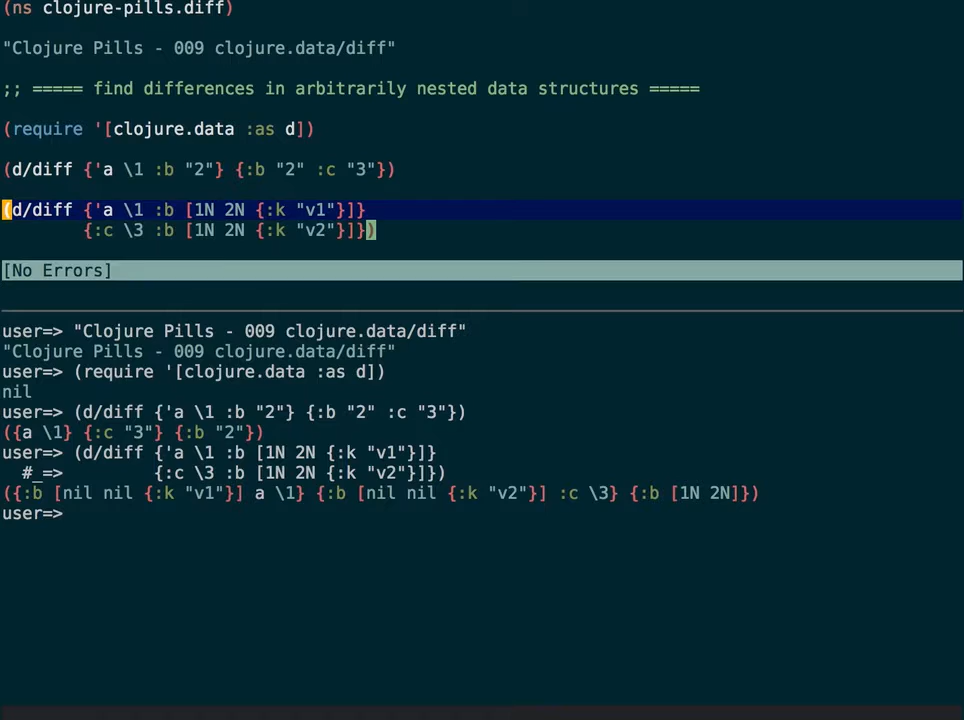 (ns clojure-pills.diff)
"Clojure Pills - 009 clojure.data/diff"
;; ===== find differences in arbitrarily nested data structures =====
(require '[clojure.data :as d])
(d/diff {'a \1 :b "2"} {:b "2" :c "3"})
(d/diff {'a \1 :b [1N 2N {:k "v1"}]}
{:c \3 :b [1N 2N {:k "v2"}]})
[No Errors]
user=> "Clojure Pills - 009 clojure.data/diff"
"Clojure Pills - 009 clojure.data/diff"
user=> (require '[clojure.data :as d])
nil
user=> (d/diff {'a \1 :b "2"} {:b "2" :c "3"})
({a \1} {:c "3"} {:b "2"})
user=> (d/diff {'a \1 :b [1N 2N {:k "v1"}]}
#_=> {:c \3 :b [1N 2N {:k "v2"}]})
({:b [nil nil {:k "v1"}] a \1} {:b [nil nil {:k "v2"}] :c \3} {:b [1N 2N]})
user=>